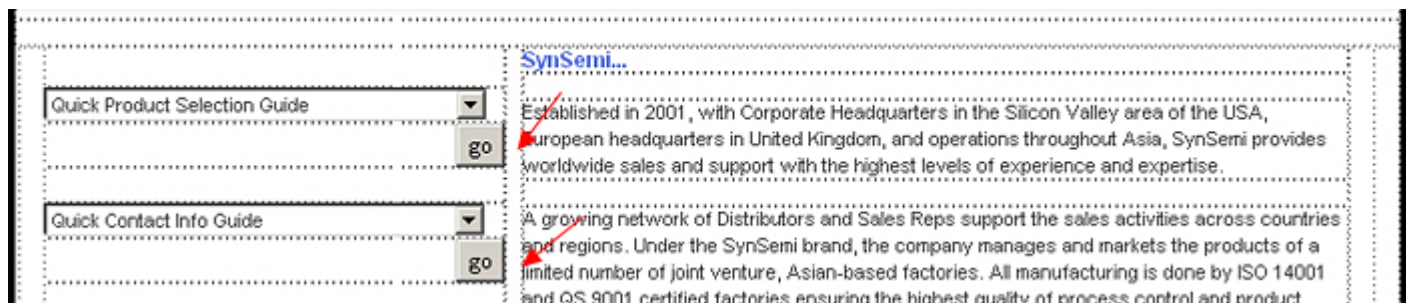 SynSemi...
Quick Product Selection Guide
go
Established in 2001, with Corporate Headquarters in the Silicon Valley area of the USA,
European headquarters in United Kingdom, and operations throughout Asia, SynSemi provides
worldwide sales and support with the highest levels of experience and expertise.
Quick Contact Info Guide
go
A growing network of Distributors and Sales Reps support the sales activities across countries
and regions. Under the SynSemi brand, the company manages and markets the products of a
limited number of joint venture, Asian-based factories. All manufacturing is done by ISO 14001
and QS 9001 certified factories ensuring the highest quality of process control and product